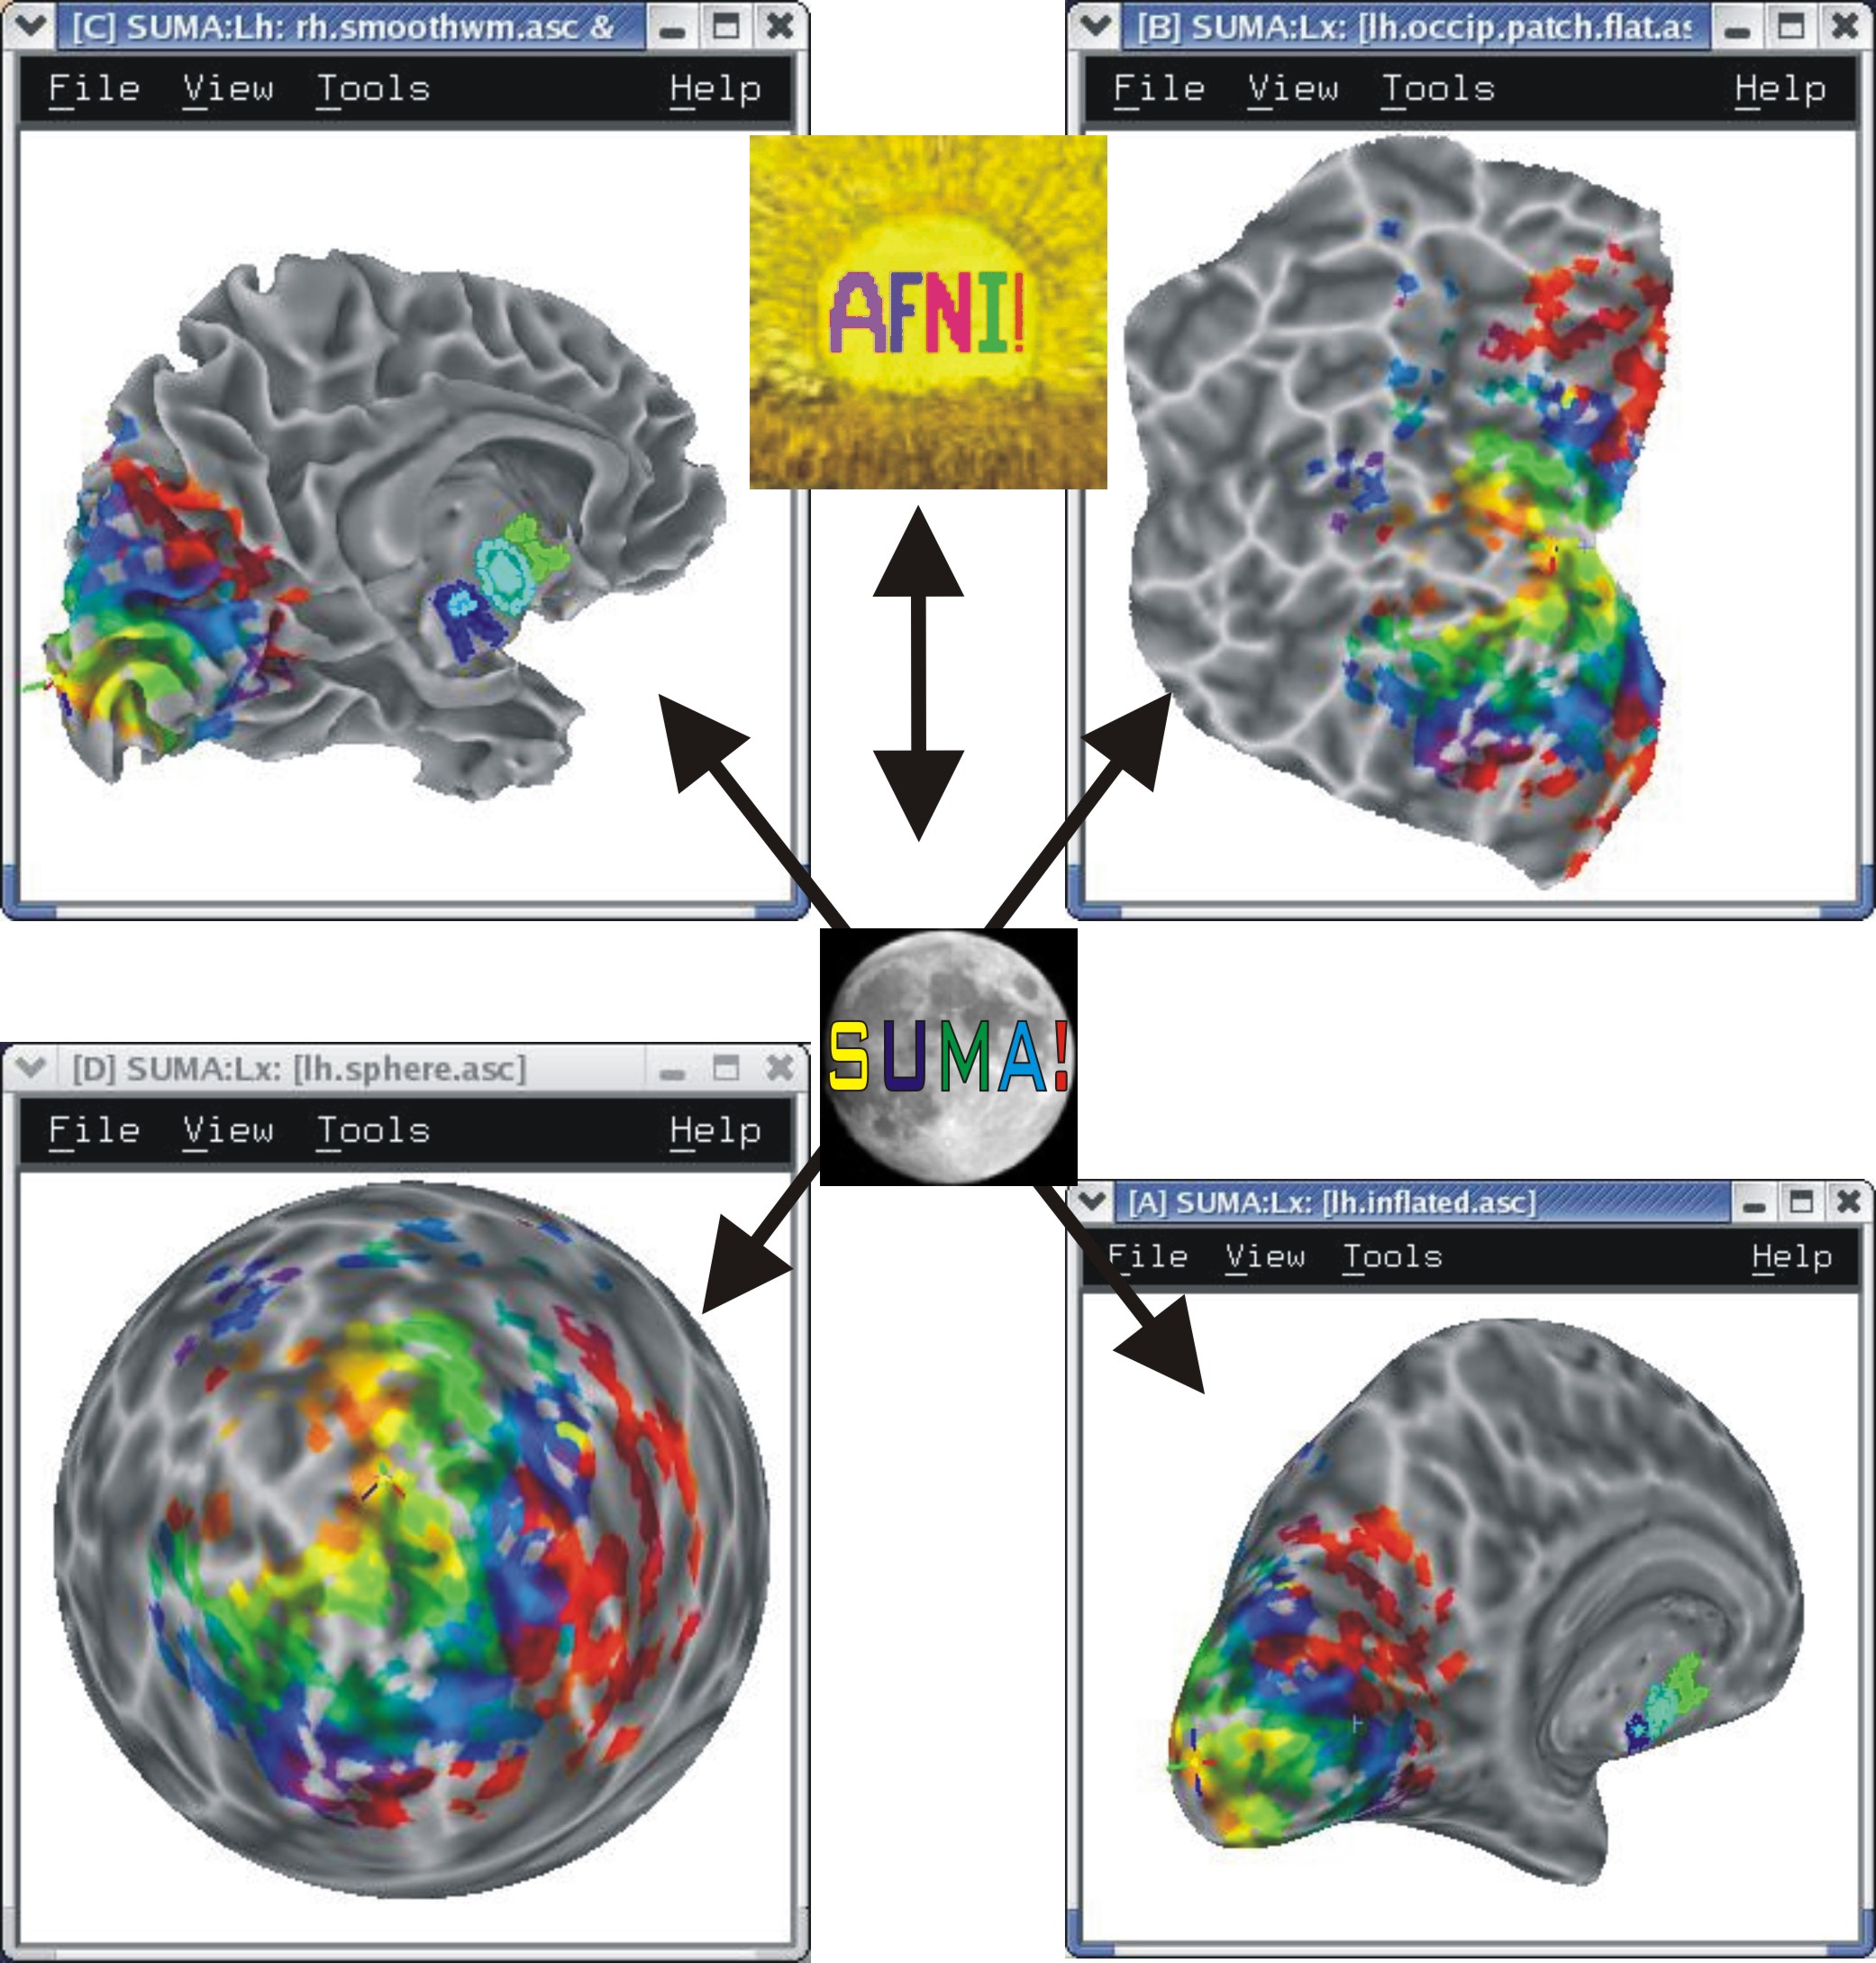 [C] SUMA:Lh: rh.smoothwm.asc &
File View Tools Help
[B] SUMA:Lx: [lh.occip.patch.flat.as
File View Tools Help
AFNI!
SUMA!
[D] SUMA:Lx: [lh.sphere.asc]
File View Tools Help
[A] SUMA:Lx: [lh.inflated.asc]
File View Tools Help